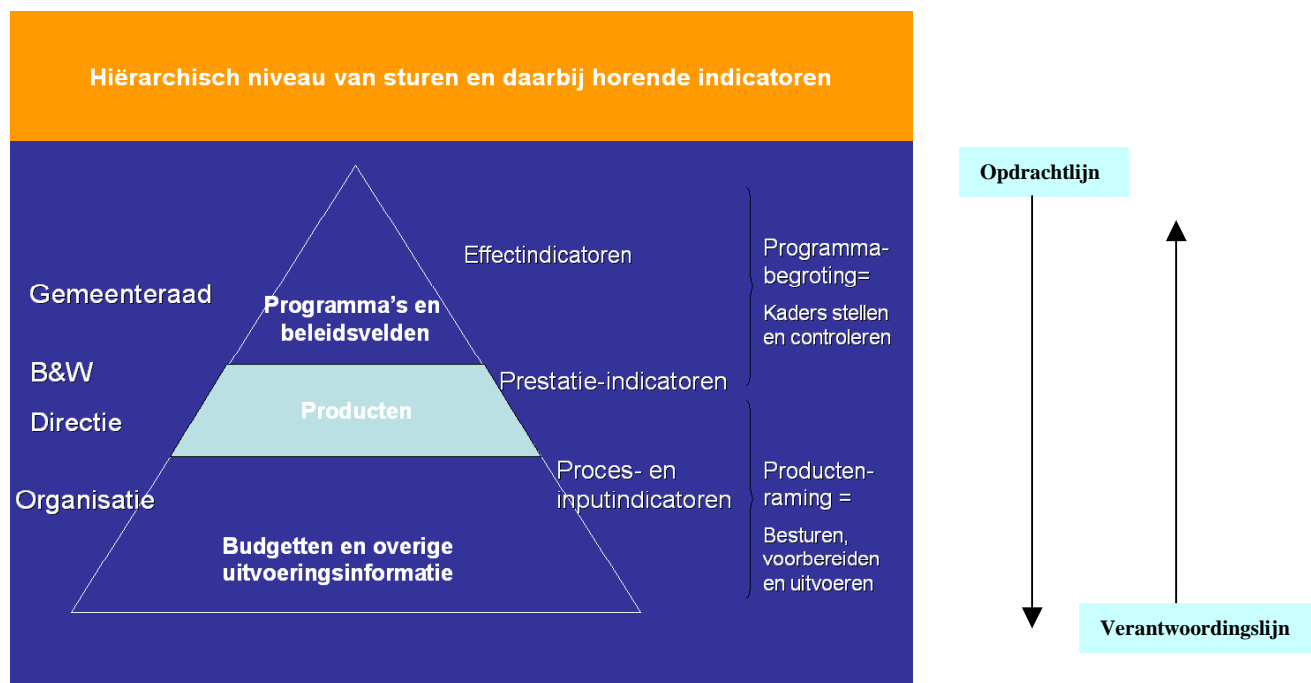 Hiërarchisch niveau van sturen en daarbij horende indicatoren
Gemeenteraad
B&W
Directie
Organisatie
Programma's en
beleidsvelden
Producten
Budgetten en overige
uitvoeringsinformatie
Effectindicatoren
Prestatie-indicatoren
Proces- en
inputindicatoren
Programma-
begroting=
Kaders stellen
en controleren
Producten-
raming =
Besturen,
voorbereiden
en uitvoeren
Opdrachtlijn
Verantwoordingslijn